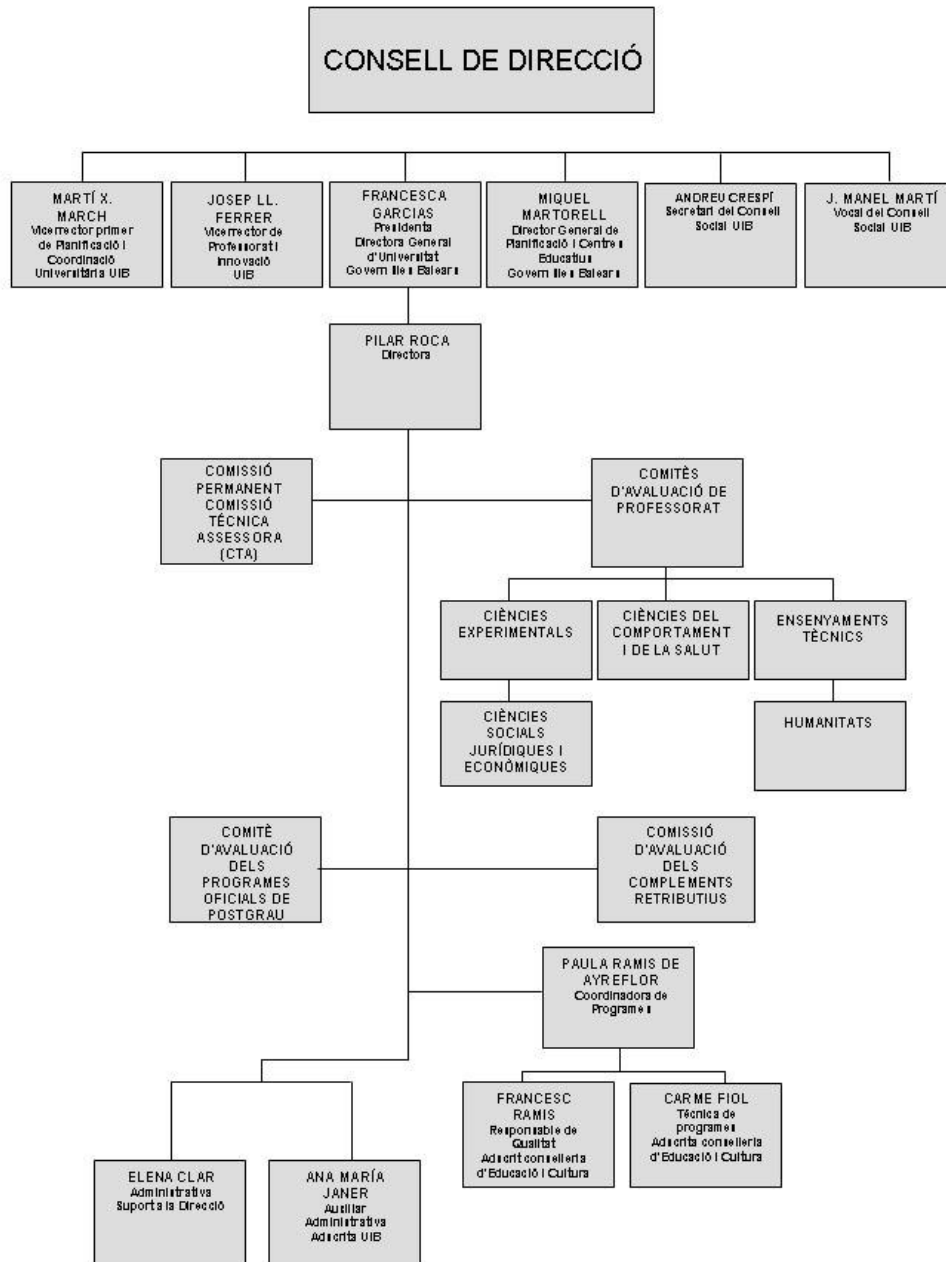 CONSELL DE DIRECCIÓ
MARTÍ X.
MARCH
Vicerrector primer
de Planificació i
Coordinació
Universitària UIB
JOSEP LL.
FERRER
Vicerrector de
Professorat i
Innovació
UIB
FRANCESCA
GARCIAS
Presidenta
Directora General
d'Universitat
Govern Illes Balears
MIQUEL
MARTORELL
Director General de
Planificació i Centres
Educatius
Govern Illes Balears
ANDREU CRESPÍ
Secretari del Consell
Social UIB
J. MANEL MARTÍ
Vocal del Consell
Social UIB
PILAR ROCA
Directora
COMISSIÓ
PERMANENT
COMISSIÓ
TÉCNICA
ASSESSORA
(CTA)
COMITÈS
D'AVALUACIÓ DE
PROFESSORAT
CIÈNCIES
EXPERIMENTALS
CIÈNCIES DEL
COMPORTAMENT
I DE LA SALUT
ENSENYAMENTS
TÈCNICS
CIÈNCIES
SOCIALS
JURÍDIQUES I
ECONÒMIQUES
HUMANITATS
COMITÈ
D'AVALUACIÓ
DELS
PROGRAMES
OFICIALS DE
POSTGRAU
COMISSIÓ
D'AVALUACIÓ
DELS
COMPLEMENTS
RETRIBUTIUS
PAULA RAMIS DE
AYREFLOR
Coordinadora de
Programes
FRANCESC
RAMIS
Responsable de
Qualitat
Adscrit conselleria
d'Educació i Cultura
CARME FIOL
Tècnica de
programes
Adscrita conselleria
d'Educació i Cultura
ELENA CLAR
Administrativa
Suport a la Direcció
ANA MARÍA
JANER
Auxiliar
Administrativa
Adscrita UIB